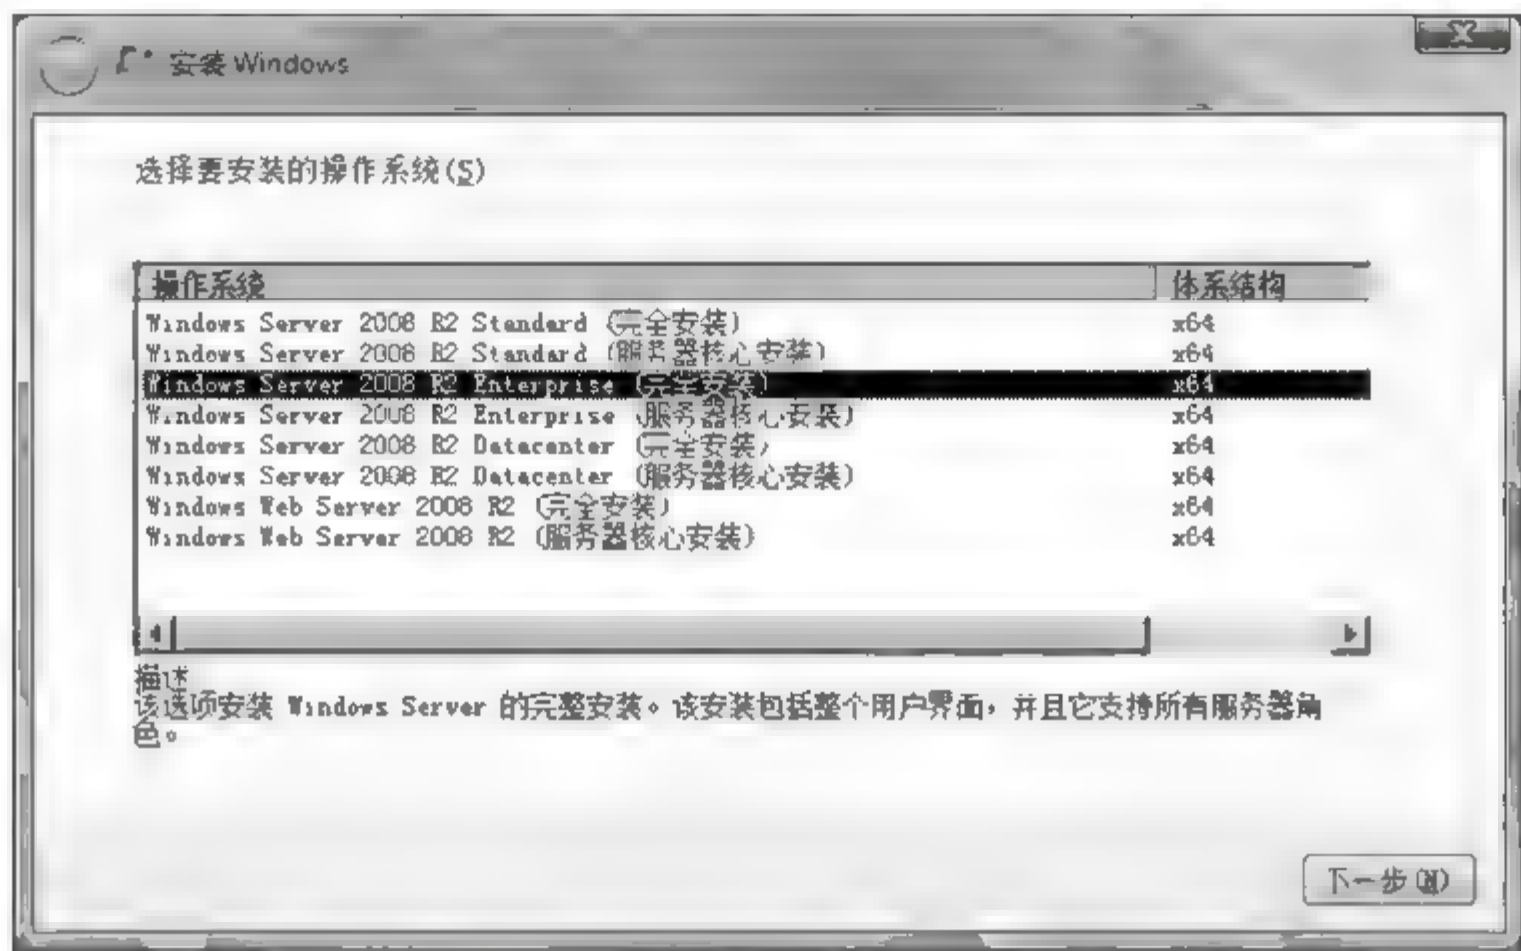 安装 Windows
选择要安装的操作系统(S)
操作系统 体系结构
Windows Server 2008 R2 Standard (完全安装) x64
Windows Server 2008 R2 Standard (服务器核心安装) x64
Windows Server 2008 R2 Enterprise (完全安装) x64
Windows Server 2008 R2 Enterprise (服务器核心安装) x64
Windows Server 2008 R2 Datacenter (完全安装) x64
Windows Server 2008 R2 Datacenter (服务器核心安装) x64
Windows Web Server 2008 R2 (完全安装) x64
Windows Web Server 2008 R2 (服务器核心安装) x64
描述
该选项安装 Windows Server 的完整安装。该安装包括整个用户界面，并且它支持所有服务器角
色。
下一步(N)